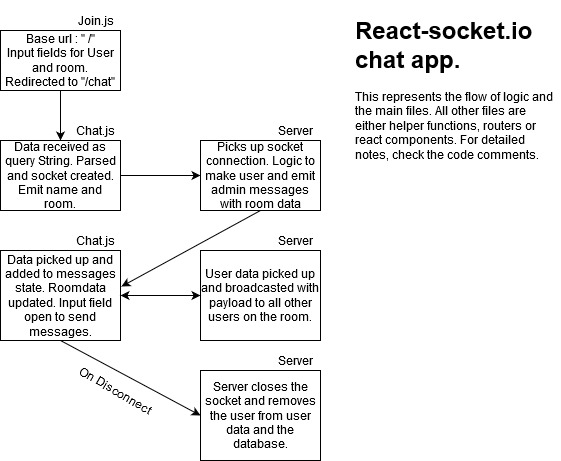 Join.js
Base url : " /"
Input fields for User
and room.
Redirected to "/chat"
React-socket.io
chat app.
This represents the flow of logic and
the main files. All other files are
either helper functions, routers or
react components. For detailed
notes, check the code comments.
Chat.js
Data received as
query String. Parsed
and socket created.
Emit name and
room.
Server
Picks up socket
connection. Logic to
make user and emit
admin messages
with room data
Chat.js
Data picked up and
added to messages
state. Roomdata
updated. Input field
open to send
messages.
Server
User data picked up
and broadcasted with
payload to all other
users on the room.
On Disconnect
Server
Server closes the
socket and removes
the user from user
data and the
database.